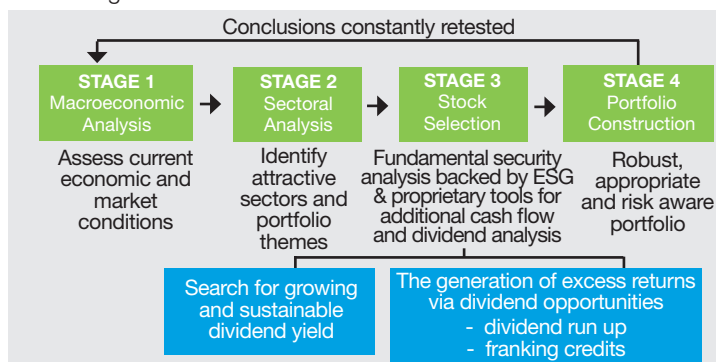 Conclusions constantly retested
STAGE 1
Macroeconomic
Analysis
STAGE 2
Sectoral
Analysis
STAGE 3
Stock
Selection
STAGE 4
Portfolio
Construction
Assess current
economic and
market
conditions
Identify
attractive
sectors and
portfolio
themes
Fundamental security
analysis backed by ESG
& proprietary tools for
additional cash flow
and dividend analysis
Robust,
appropriate
and risk aware
portfolio
Search for growing
and sustainable
dividend yield
The generation of excess returns
via dividend opportunities
- dividend run up
- franking credits